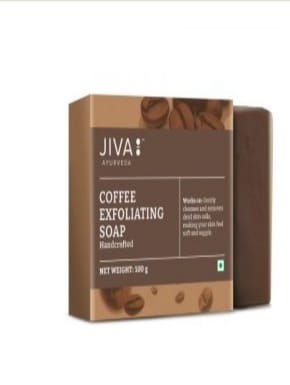 JIVA
AYURVEDA
COFFEE
EXFOLIATING
SOAP
Handcrafted
NET WEIGHT: 100 g
Works on: Gently
cleanses and removes
dead skin cells,
making your skin feel
soft and supple.